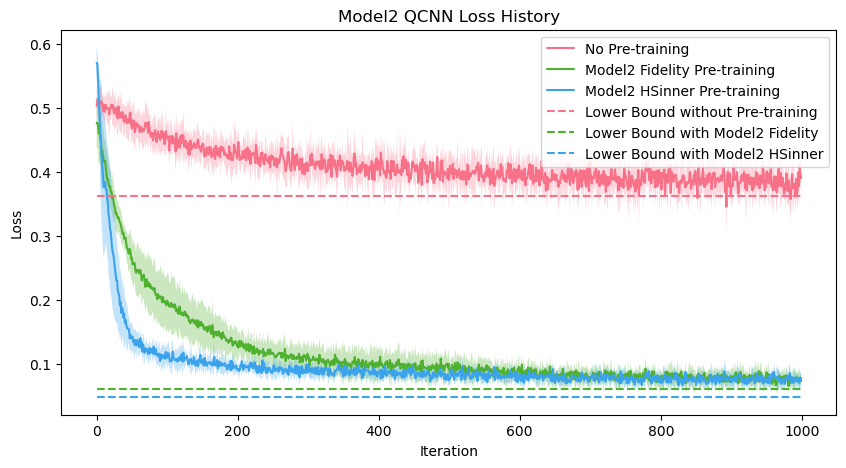 Model2 QCNN Loss History
No Pre-training
Model2 Fidelity Pre-training
Model2 HSinner Pre-training
Lower Bound without Pre-training
Lower Bound with Model2 Fidelity
Lower Bound with Model2 HSinner
Loss
0.6
0.5
0.4
0.3
0.2
0.1
0 200 400 600 800 1000
Iteration